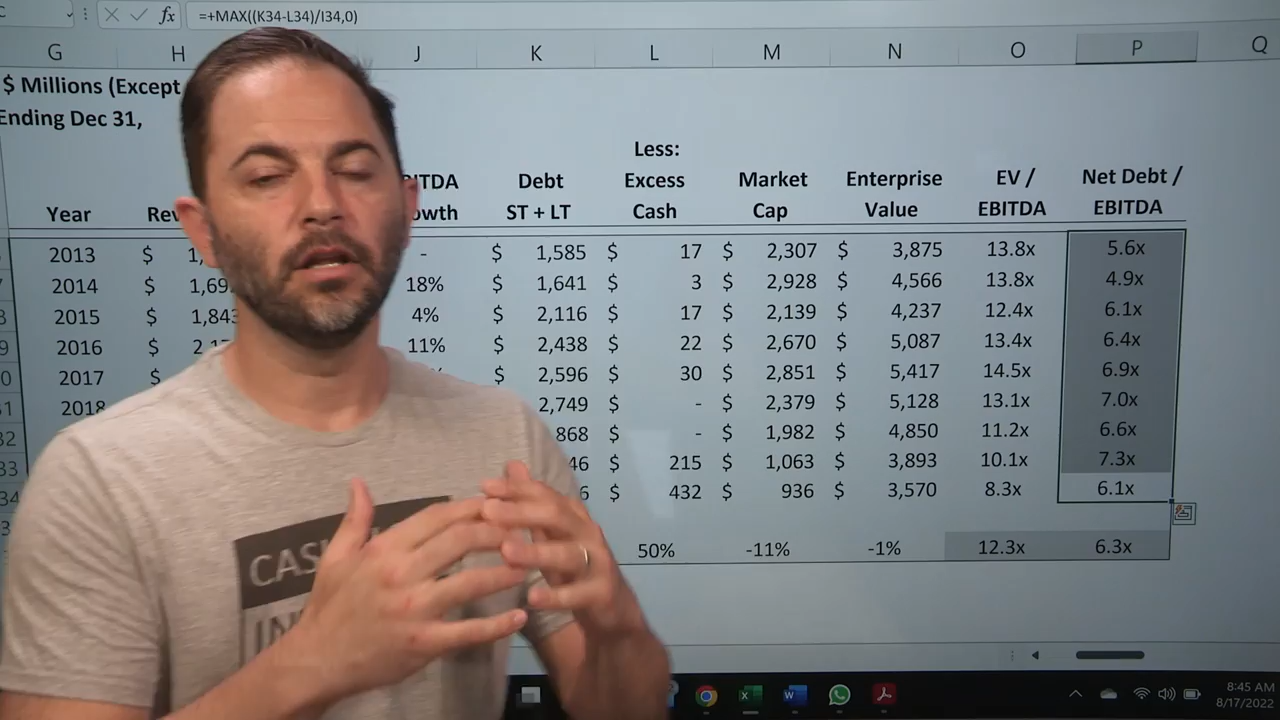 =+MAX((K34-L34)/I34,0)
G H J K L M N O P Q
$ Millions (Except
Ending Dec 31,
Less:
Debt Excess Market Enterprise EV / Net Debt /
Year ST + LT Cash Cap Value EBITDA EBITDA
2013 $ - $ 1,585 $ 17 $ 2,307 $ 3,875 13.8x 5.6x
2014 $ 18% $ 1,641 $ 3 $ 2,928 $ 4,566 13.8x 4.9x
2015 $ 1,843 4% $ 2,116 $ 17 $ 2,139 $ 4,237 12.4x 6.1x
2016 $ 11% $ 2,438 $ 22 $ 2,670 $ 5,087 13.4x 6.4x
2017 $ $ 2,596 $ 30 $ 2,851 $ 5,417 14.5x 6.9x
2018 2,749 $ - $ 2,379 $ 5,128 13.1x 7.0x
868 $ - $ 1,982 $ 4,850 11.2x 6.6x
46 $ 215 $ 1,063 $ 3,893 10.1x 7.3x
6 $ 432 $ 936 $ 3,570 8.3x 6.1x
50% -11% -1% 12.3x 6.3x
8:45 AM
8/17/2022